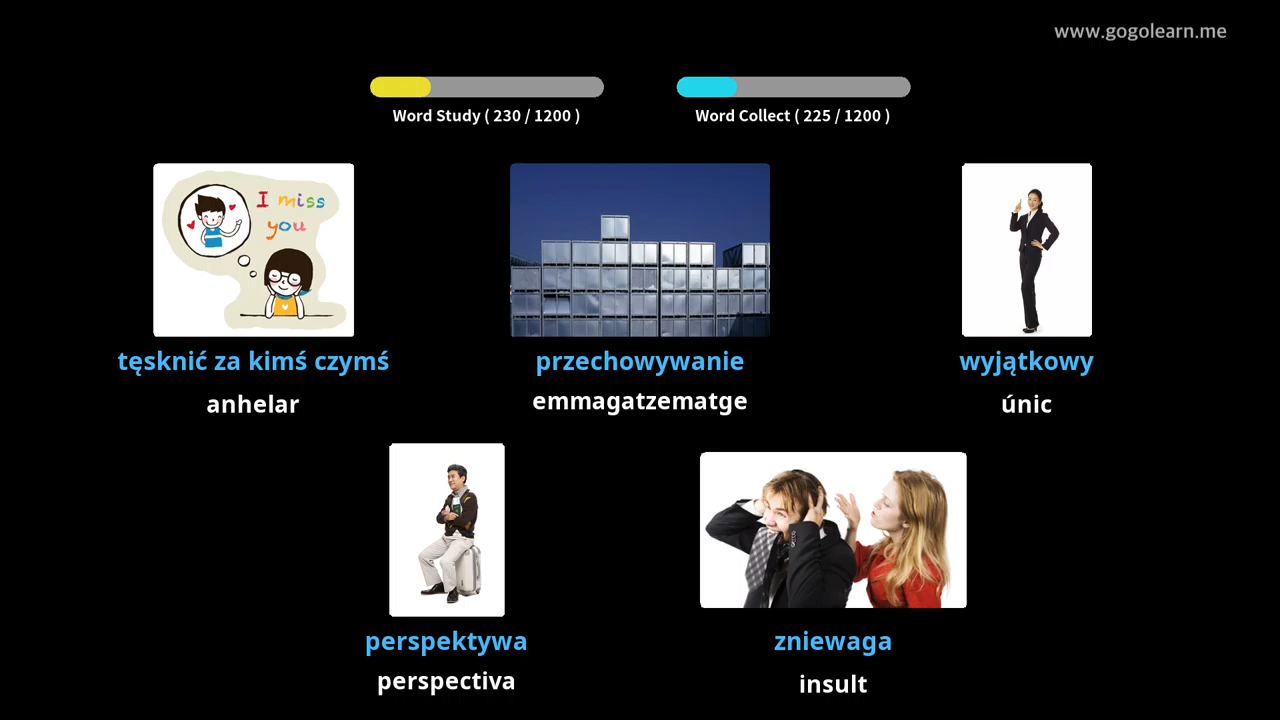 www.gogolearn.me
Word Study ( 230 / 1200 )
Word Collect ( 225 / 1200 )
I miss
you
tęsknić za kimś czymś
anhelar
przechowywanie
emmagatzematge
wyjątkowy
únic
perspektywa
perspectiva
zniewaga
insult